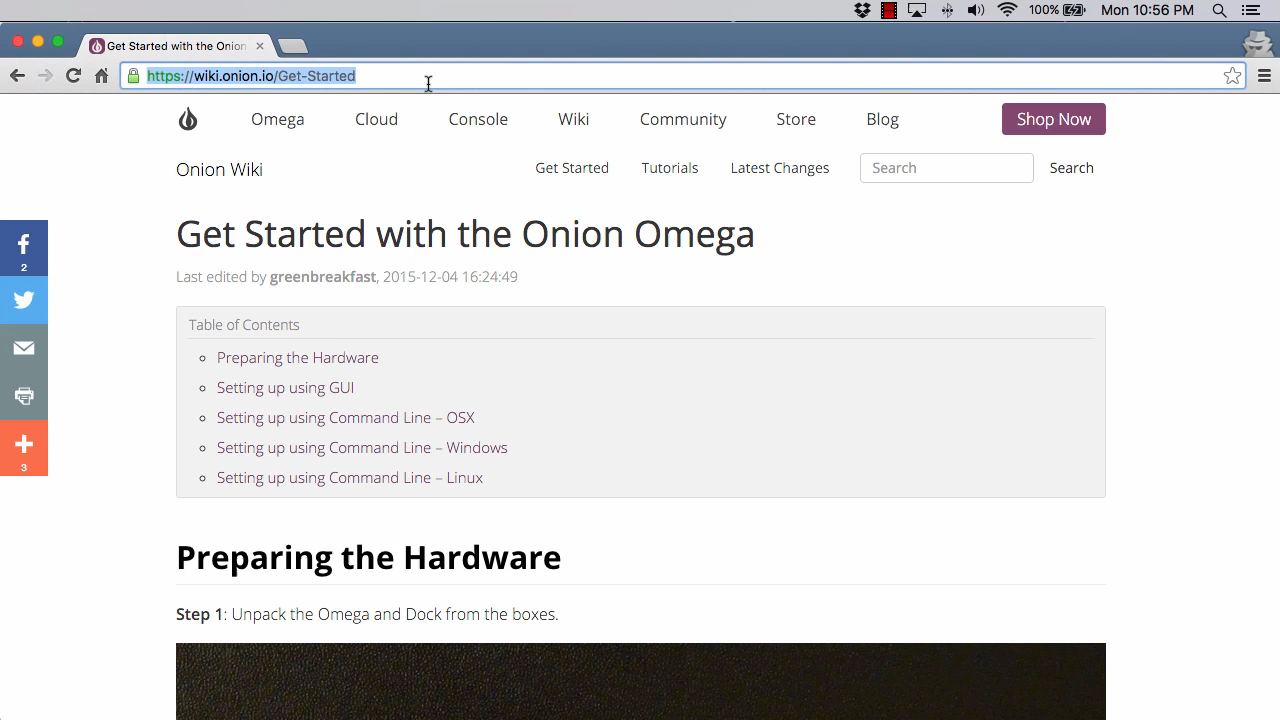 100% Mon 10:56 PM
Get Started with the Onion
https://wiki.onion.io/Get-Started
Omega Cloud Console Wiki Community Store Blog Shop Now
Onion Wiki Get Started Tutorials Latest Changes Search Search
Get Started with the Onion Omega
Last edited by greenbreakfast, 2015-12-04 16:24:49
2
Table of Contents
Preparing the Hardware
Setting up using GUI
Setting up using Command Line – OSX
Setting up using Command Line – Windows
3
Setting up using Command Line – Linux
Preparing the Hardware
Step 1: Unpack the Omega and Dock from the boxes.